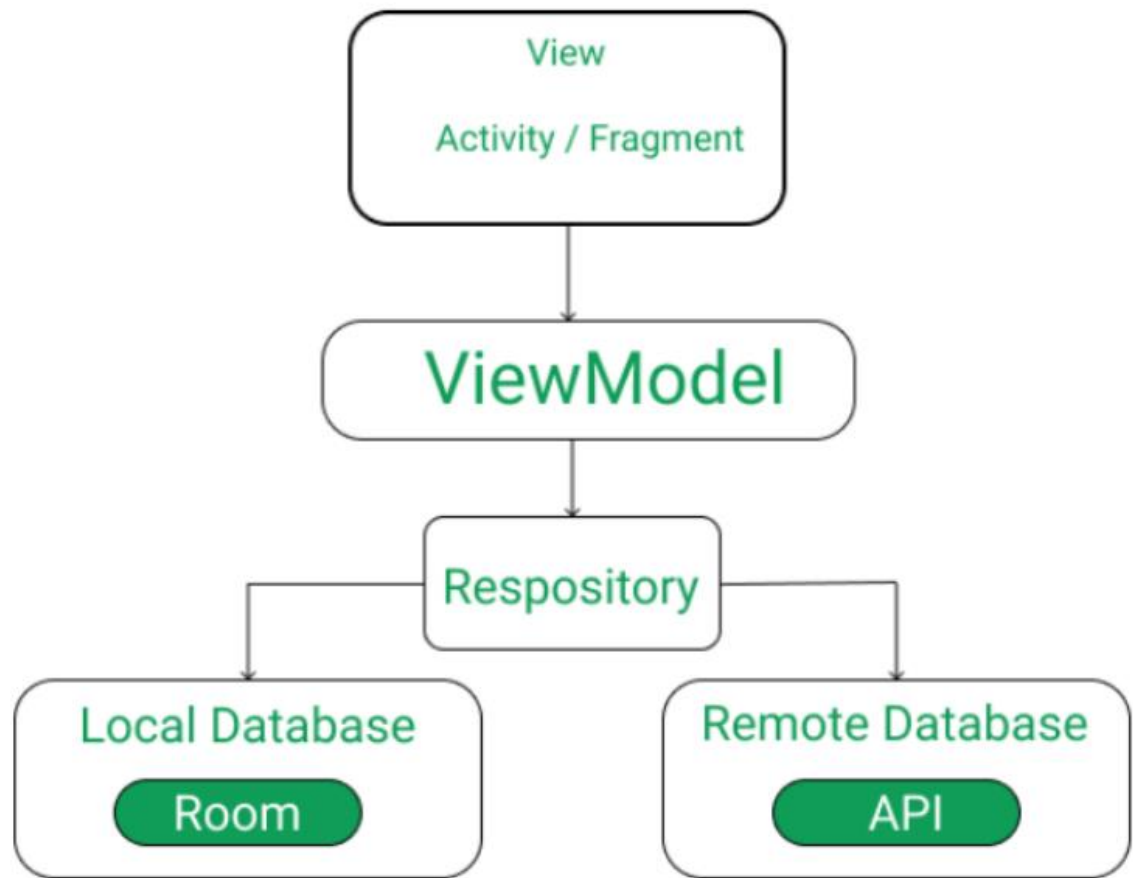 View
Activity / Fragment
ViewModel
Respository
Local Database
Room
Remote Database
API